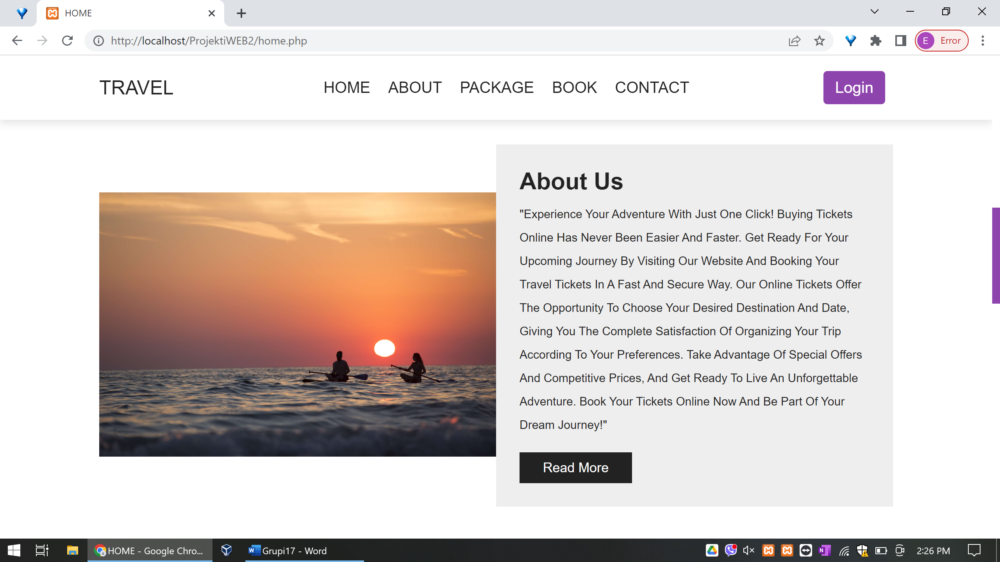 HOME
http://localhost/ProjektiWEB2/home.php
E Error
TRAVEL
HOME ABOUT PACKAGE BOOK CONTACT
Login
About Us
"Experience Your Adventure With Just One Click! Buying Tickets
Online Has Never Been Easier And Faster. Get Ready For Your
Upcoming Journey By Visiting Our Website And Booking Your
Travel Tickets In A Fast And Secure Way. Our Online Tickets Offer
The Opportunity To Choose Your Desired Destination And Date,
Giving You The Complete Satisfaction Of Organizing Your Trip
According To Your Preferences. Take Advantage Of Special Offers
And Competitive Prices, And Get Ready To Live An Unforgettable
Adventure. Book Your Tickets Online Now And Be Part Of Your
Dream Journey!"
Read More
HOME - Google Chro...
W Grupi17 - Word
N
2:26 PM